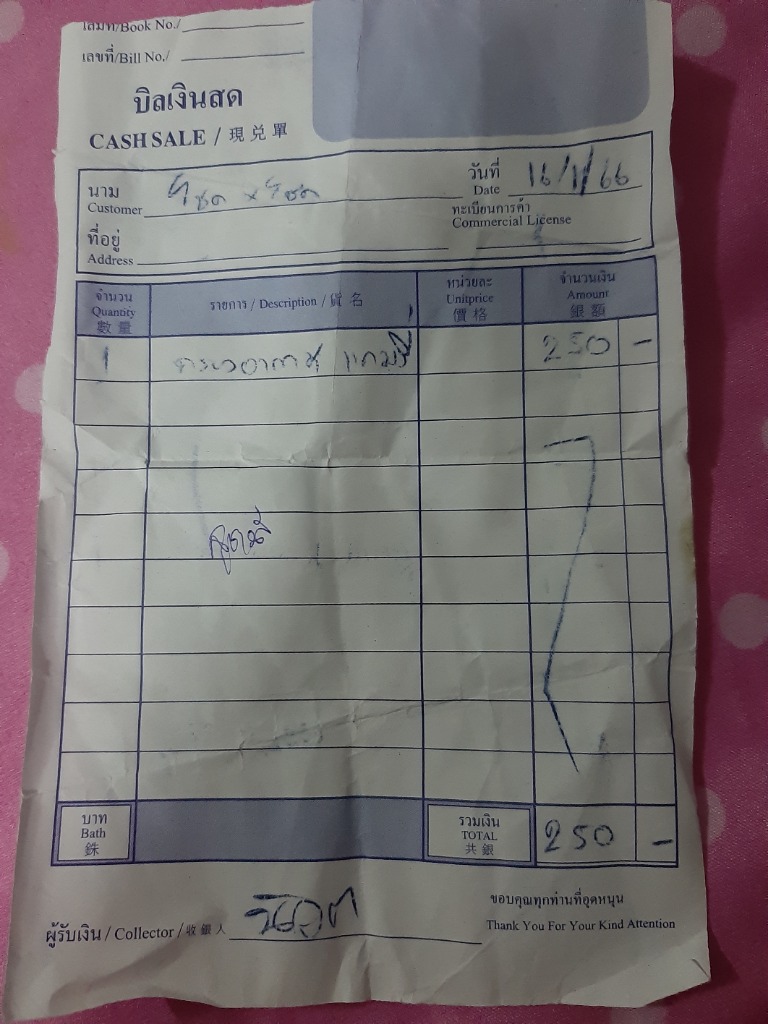 เล่มที่/Book No./
เลขที่/Bill No./
บิลเงินสด
CASH SALE / 現兌單
นาม
Customer
วันที่ 16/1/66
Date
ทะเบียนการค้า
Commercial License
ที่อยู่
Address
จำนวน รายการ / Description / 貨名 หน่วยละ จำนวนเงิน
Quantity Unitprice Amount
數量 價格 銀額
1 250 –
บาท รวมเงิน
Bath TOTAL 250 –
銖 共銀
ขอบคุณทุกท่านที่อุดหนุน
ผู้รับเงิน / Collector / 收銀人 Thank You For Your Kind Attention